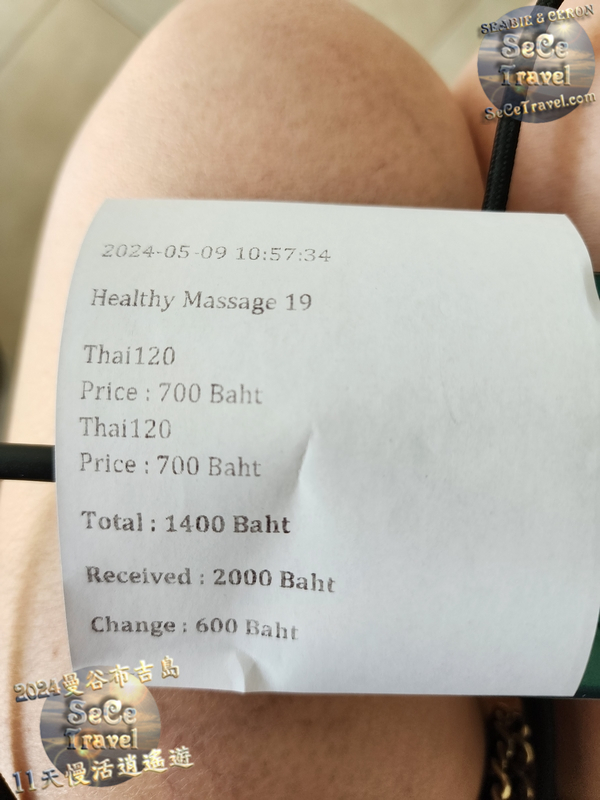 SEABIE & CERON
SeCe
Travel
SeCeTravel.com
2024-05-09 10:57:34
Healthy Massage 19
Thai120
Price : 700 Baht
Thai120
Price : 700 Baht
Total : 1400 Baht
Received : 2000 Baht
Change : 600 Baht
2024曼谷布吉島
SeCe
Travel
11天慢活逍遙遊